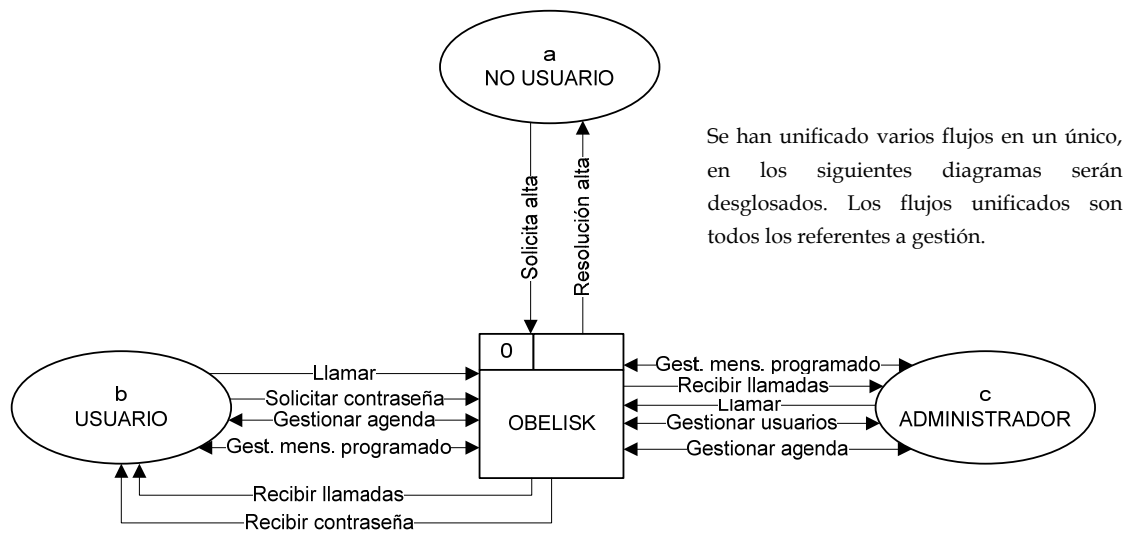 a
NO USUARIO
Se han unificado varios flujos en un único,
en los siguientes diagramas serán
desglosados. Los flujos unificados son
todos los referentes a gestión.
Solicita alta
Resolución alta
0
OBELISK
b
USUARIO
Llamar
Solicitar contraseña
Gestionar agenda
Gest. mens. programado
Recibir llamadas
Recibir contraseña
Gest. mens. programado
Recibir llamadas
Llamar
Gestionar usuarios
Gestionar agenda
c
ADMINISTRADOR